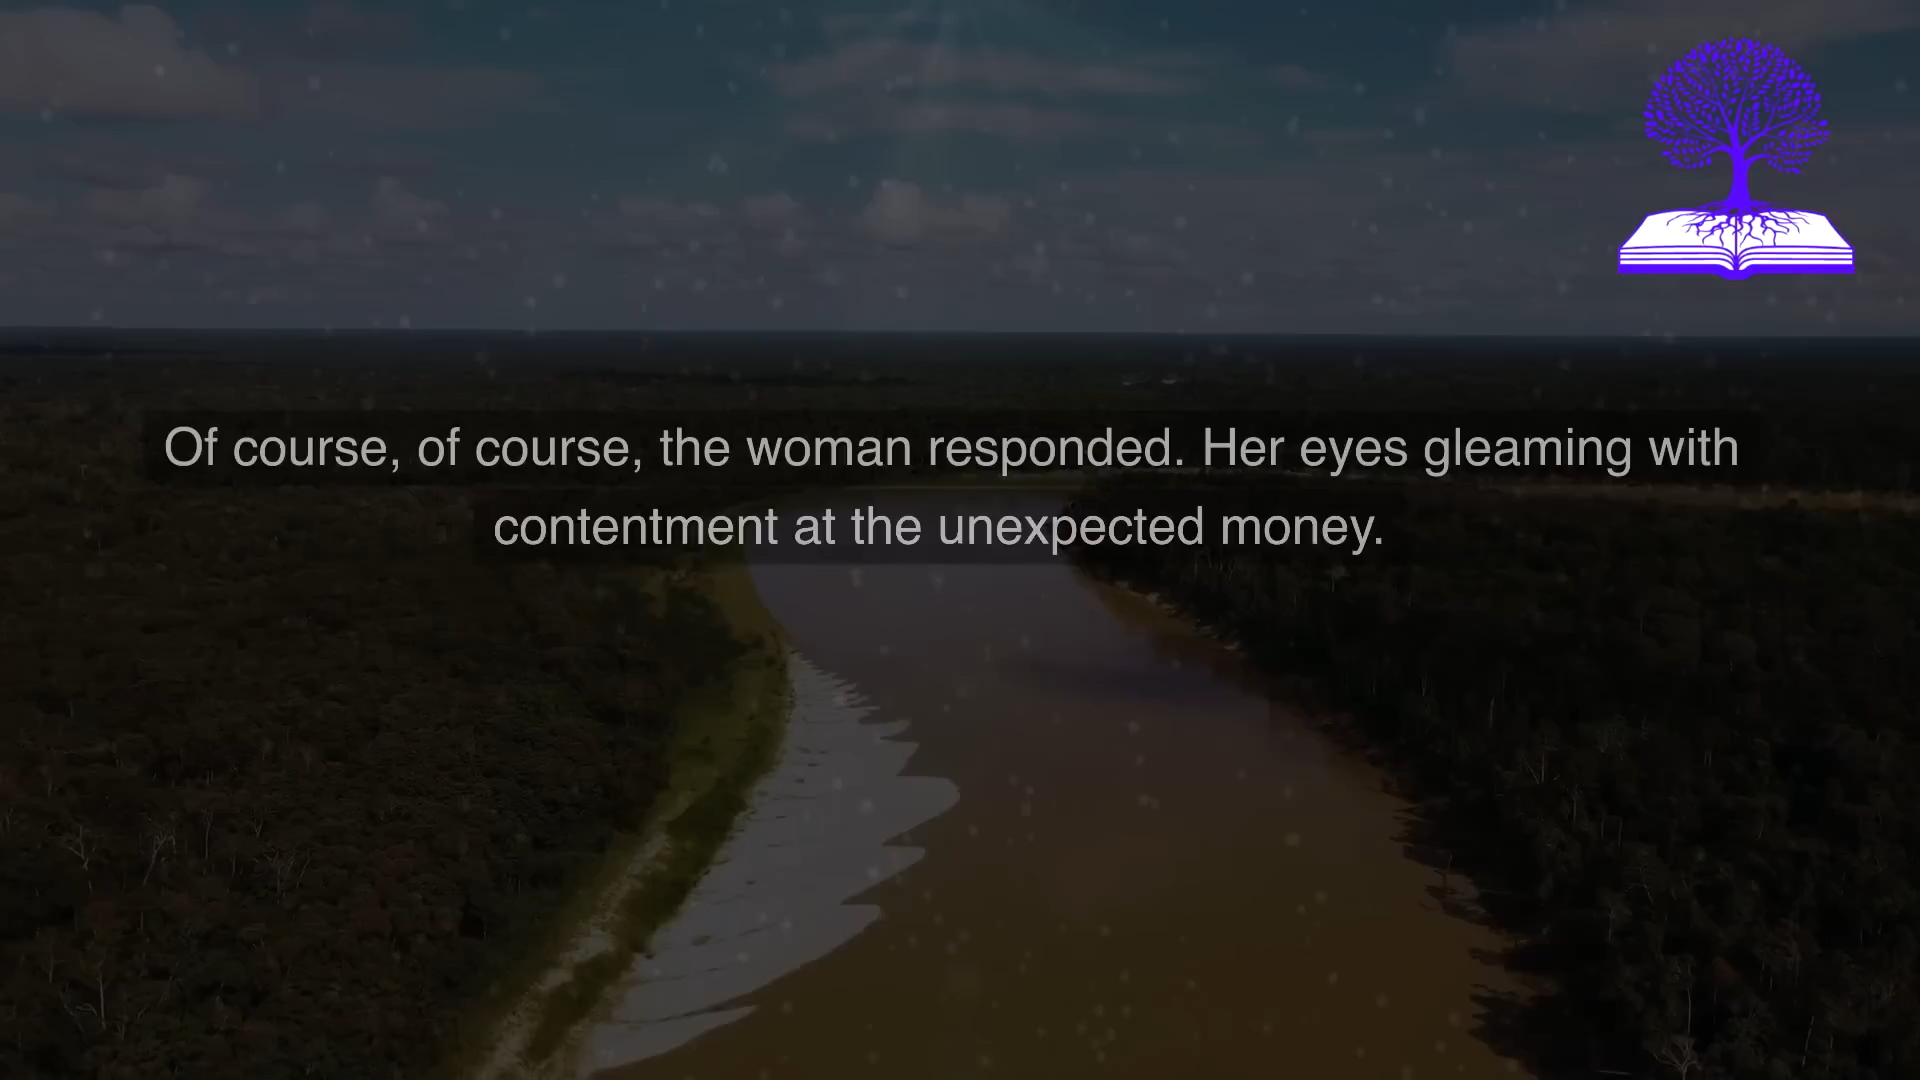 Of course, of course, the woman responded. Her eyes gleaming with
contentment at the unexpected money.